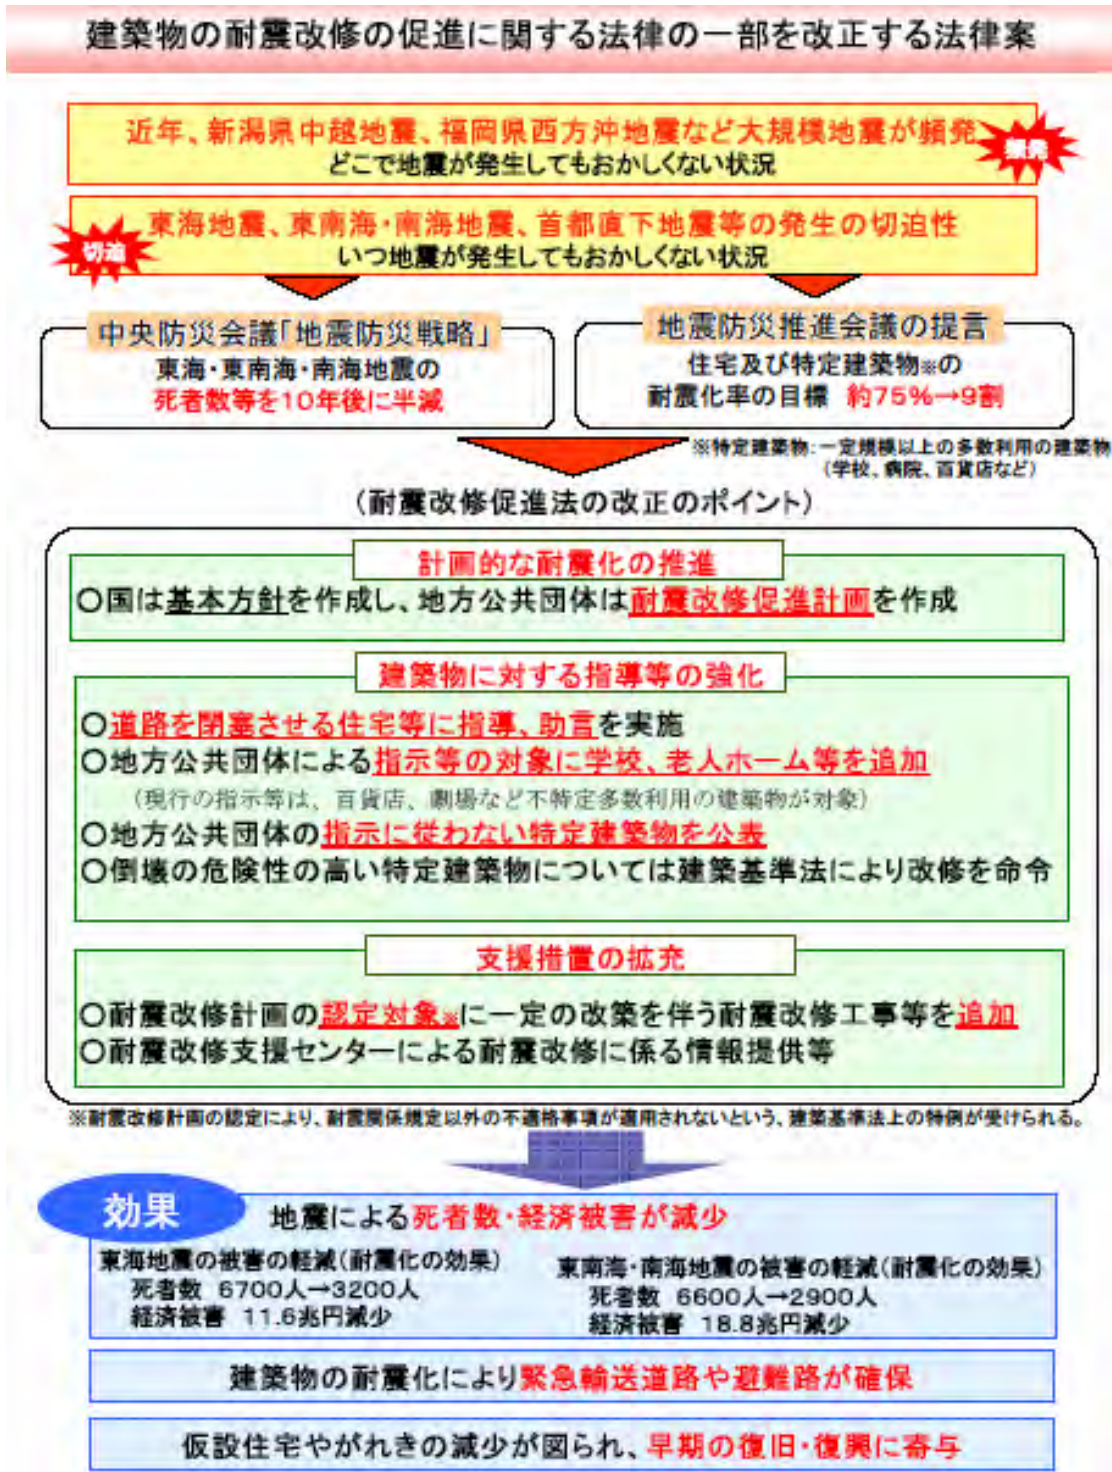 建築物の耐震改修の促進に関する法律の一部を改正する法律案
近年、新潟県中越地震、福岡県西方沖地震など大規模地震が頻発
どこで地震が発生してもおかしくない状況
頻発
東海地震、東南海・南海地震、首都直下地震等の発生の切迫性
いつ地震が発生してもおかしくない状況
切迫
中央防災会議「地震防災戦略」
東海・東南海・南海地震の
死者数等を10年後に半減
地震防災推進会議の提言
住宅及び特定建築物※の
耐震化率の目標 約75%→9割
※特定建築物:一定規模以上の多数利用の建築物
(学校、病院、百貨店など)
(耐震改修促進法の改正のポイント)
計画的な耐震化の推進
○国は基本方針を作成し、地方公共団体は耐震改修促進計画を作成
建築物に対する指導等の強化
○道路を閉塞させる住宅等に指導、助言を実施
○地方公共団体による指示等の対象に学校、老人ホーム等を追加
(現行の指示等は、百貨店、劇場など不特定多数利用の建築物が対象)
○地方公共団体の指示に従わない特定建築物を公表
○倒壊の危険性の高い特定建築物については建築基準法により改修を命令
支援措置の拡充
○耐震改修計画の認定対象※に一定の改築を伴う耐震改修工事等を追加
○耐震改修支援センターによる耐震改修に係る情報提供等
※耐震改修計画の認定により、耐震関係規定以外の不適格事項が適用されないという、建築基準法上の特例が受けられる。
効果
地震による死者数・経済被害が減少
東海地震の被害の軽減(耐震化の効果)
死者数 6700人→3200人
経済被害 11.6兆円減少
東南海・南海地震の被害の軽減(耐震化の効果)
死者数 6600人→2900人
経済被害 18.8兆円減少
建築物の耐震化により緊急輸送道路や避難路が確保
仮設住宅やがれきの減少が図られ、早期の復旧・復興に寄与